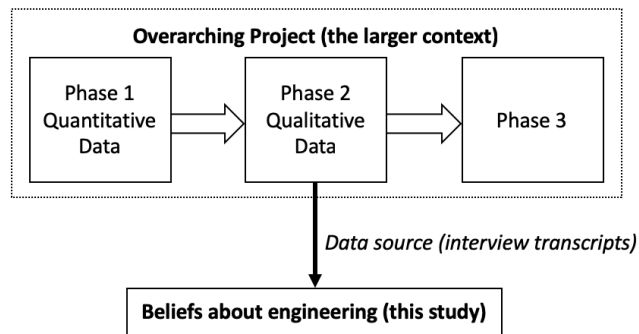 Overarching Project (the larger context)
Phase 1
Quantitative
Data
Phase 2
Qualitative
Data
Phase 3
Data source (interview transcripts)
Beliefs about engineering (this study)